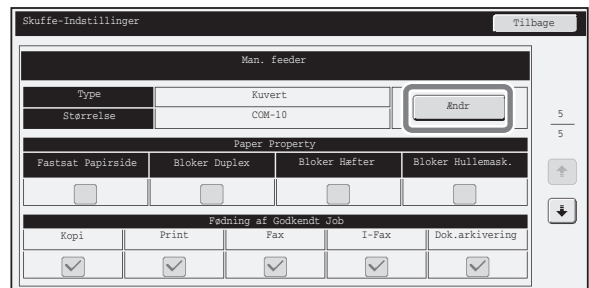 Skuffe-Indstillinger Tilbage
Man. feeder
Type Kuvert
Ændr
Størrelse COM-10
5
5
Paper Property
Fastsat Papirside Bloker Duplex Bloker Hæfter Bloker Hullemask.
Fødning af Godkendt Job
Kopi Print Fax I-Fax Dok.arkivering